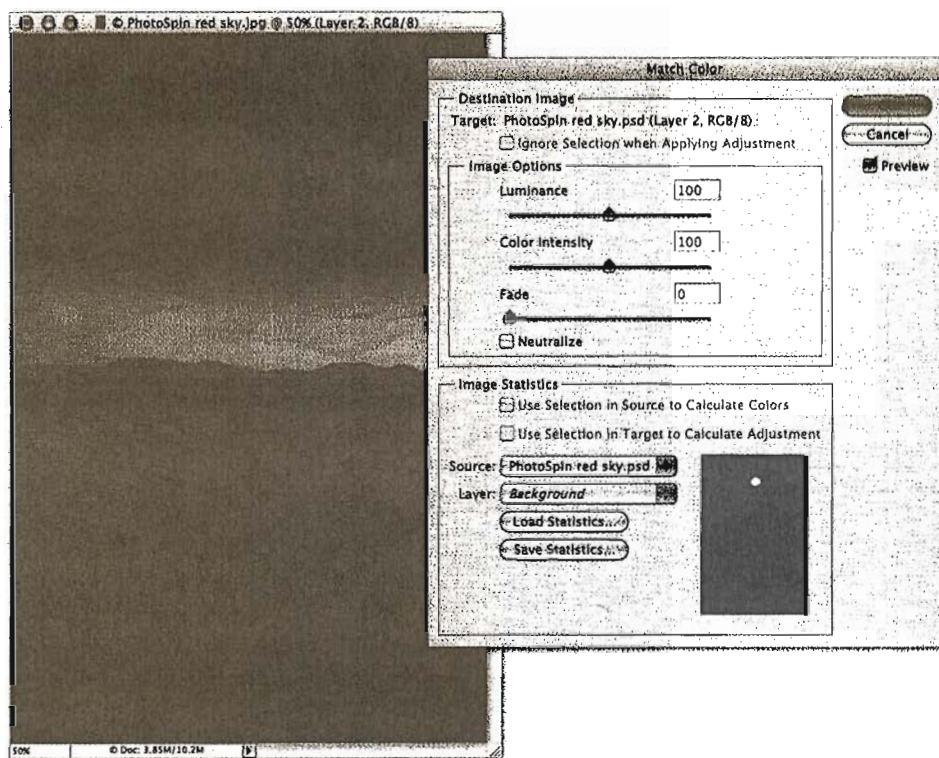 © PhotoSpin red sky.jpg @ 50% (Layer 2, RGB/8)
Match Color
Destination Image
Target: PhotoSpin red sky.psd (Layer 2, RGB/8)
Ignore Selection when Applying Adjustment
Cancel
Preview
Image Options
Luminance 100
Color Intensity 100
Fade 0
Neutralize
Image Statistics
Use Selection in Source to Calculate Colors
Use Selection in Target to Calculate Adjustment
Source: PhotoSpin red sky.psd
Layer: Background
Load Statistics...
Save Statistics...
50% © Doc: 3.85M/10.2M